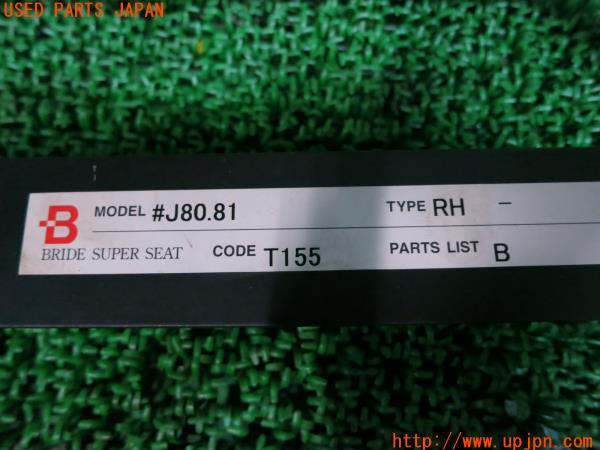 USED PARTS JAPAN
B MODEL #J80.81 TYPE RH -
BRIDE SUPER SEAT CODE T155 PARTS LIST B
http://www.upjpn.com/